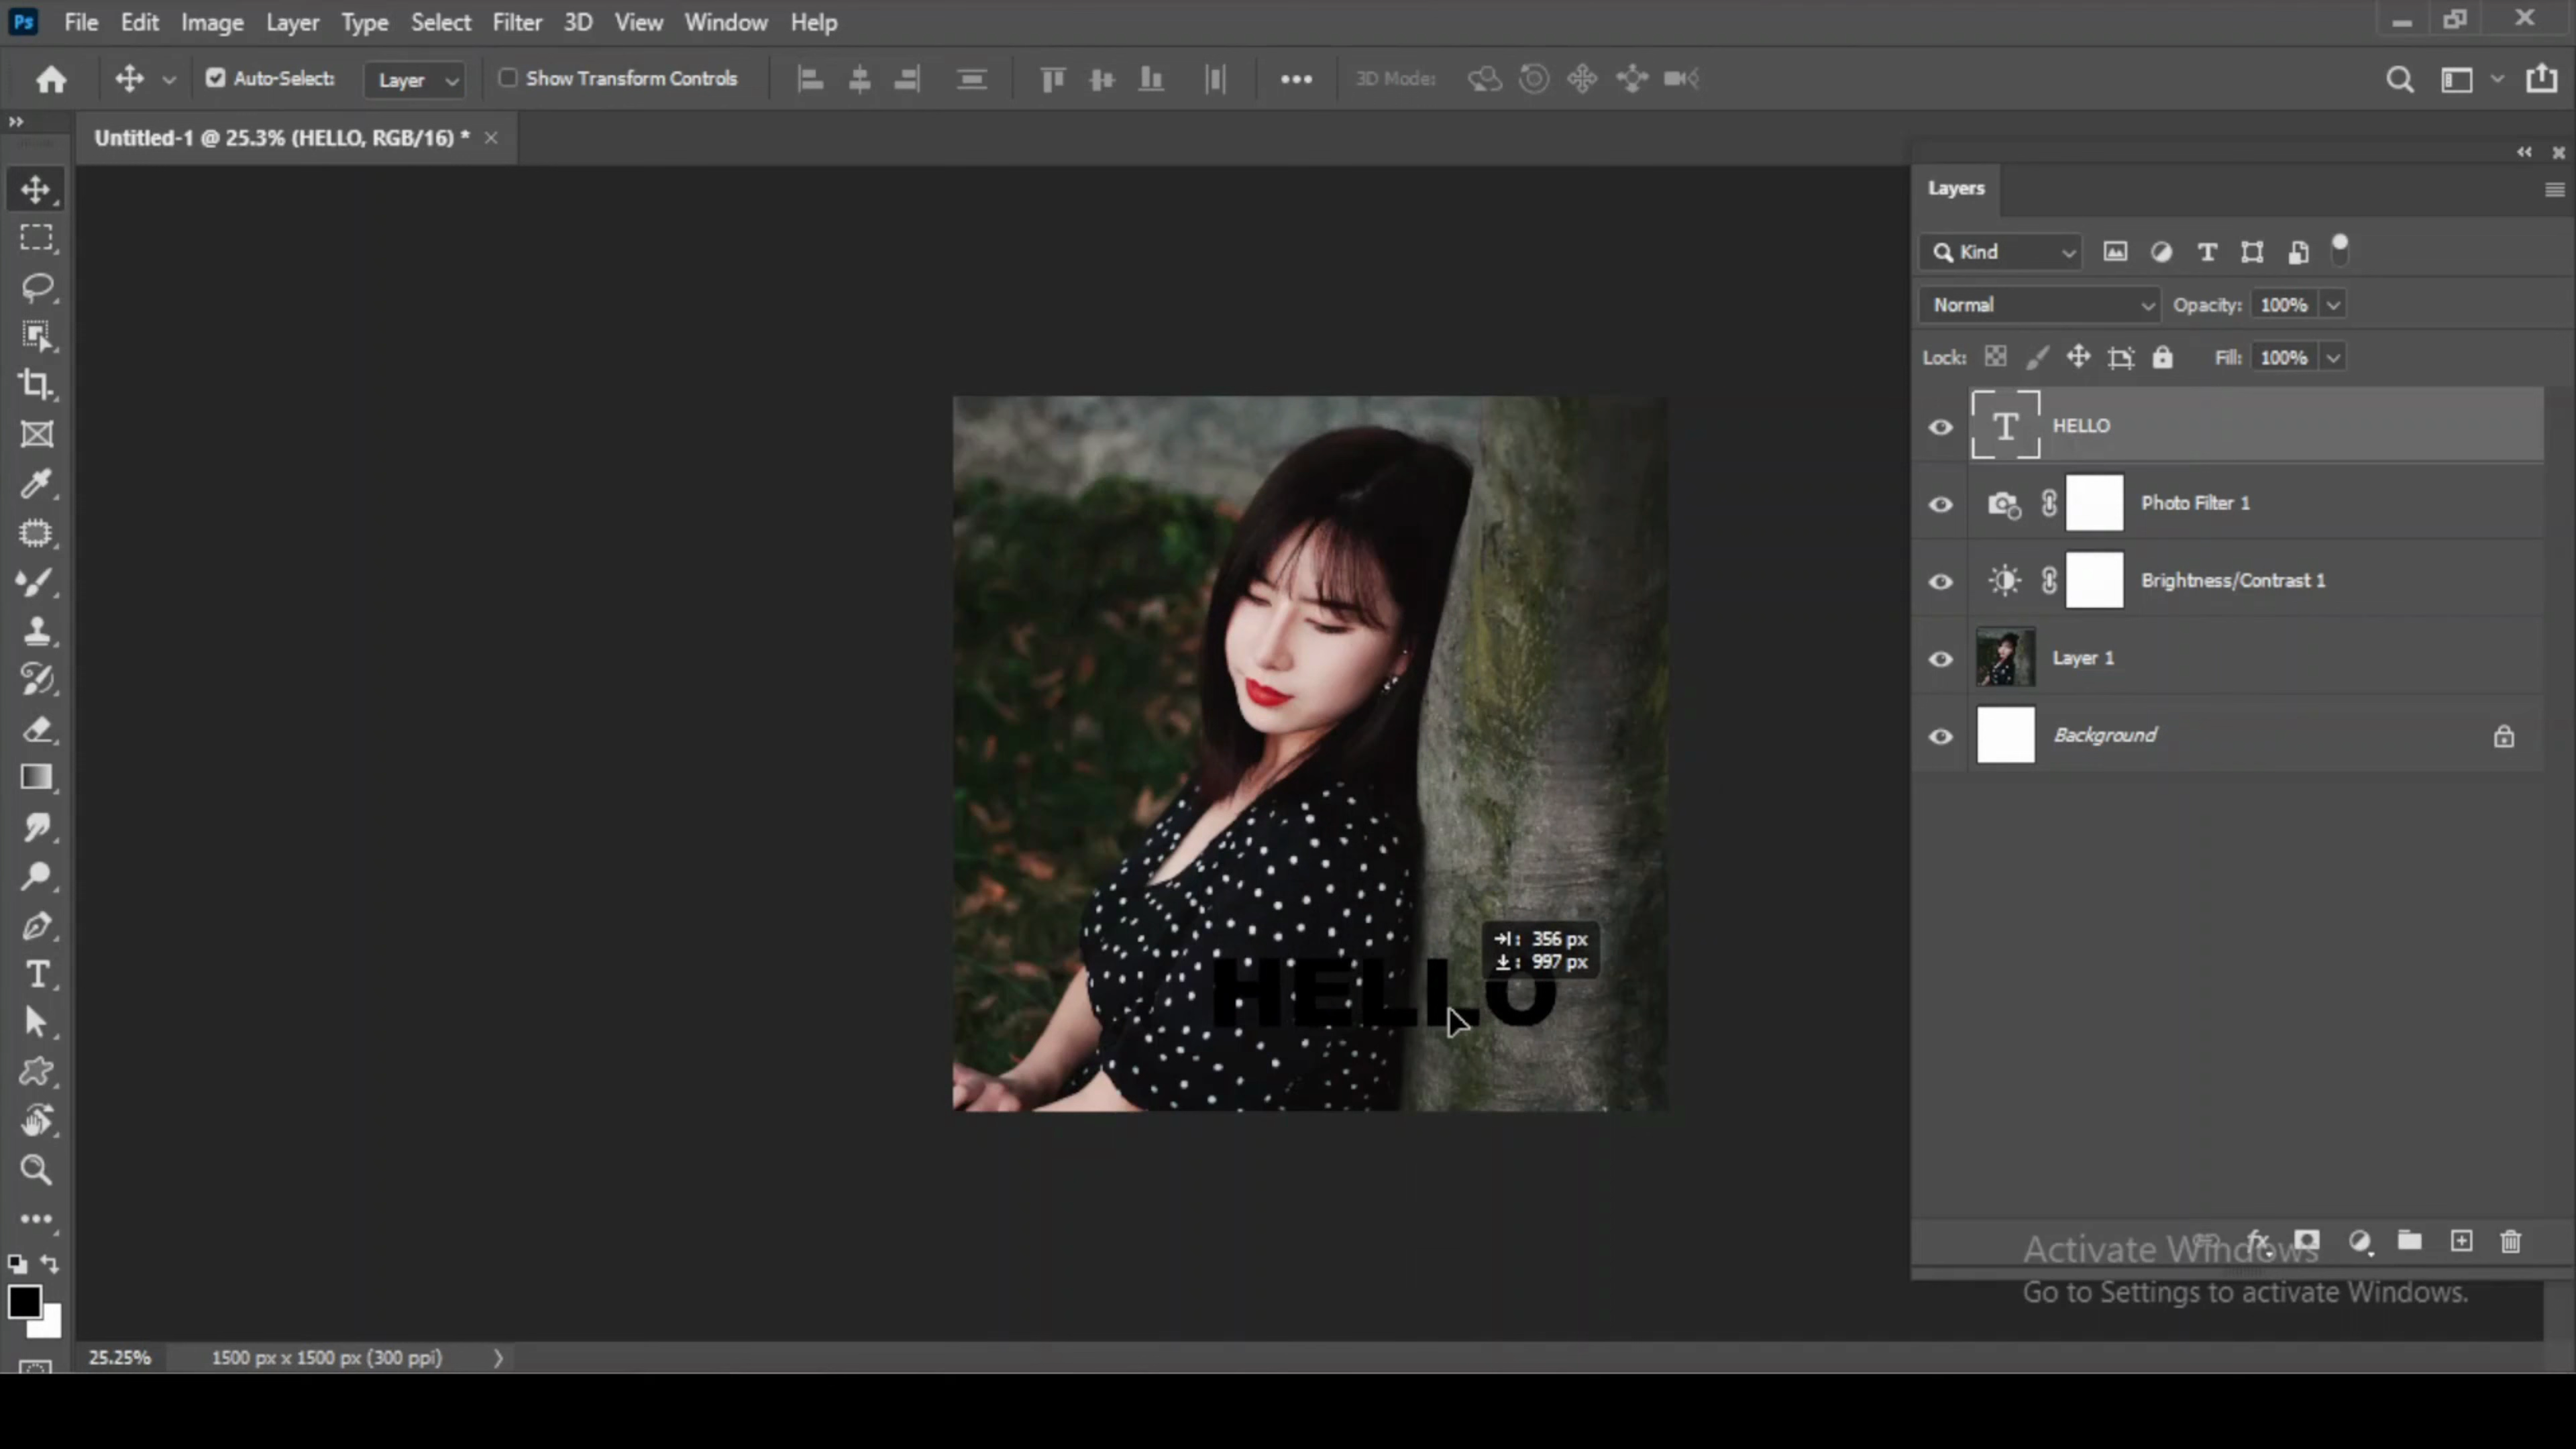 Ps File Edit Image Layer Type Select Filter 3D View Window Help
Auto-Select: Layer Show Transform Controls 3D Mode:
Untitled-1 @ 25.3% (HELLO, RGB/16) *
Layers
Kind
Normal Opacity: 100%
Lock: Fill: 100%
HELLO
Photo Filter 1
Brightness/Contrast 1
Layer 1
Background
356 px
997 px
HELLO
Activate Windows
Go to Settings to activate Windows.
25.25% 1500 px x 1500 px (300 ppi)